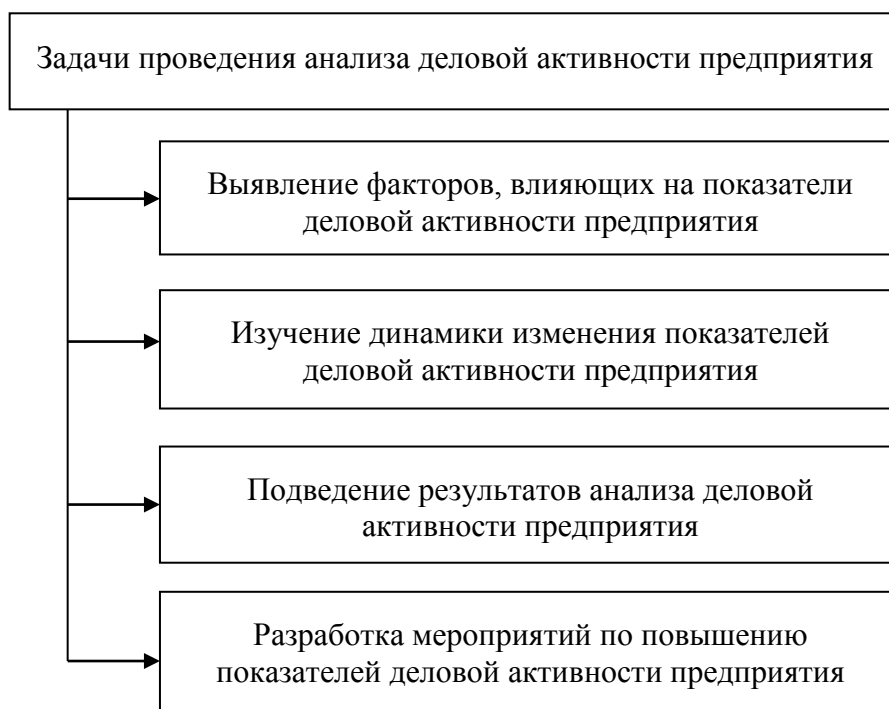 Задачи проведения анализа деловой активности предприятия
Выявление факторов, влияющих на показатели
деловой активности предприятия
Изучение динамики изменения показателей
деловой активности предприятия
Подведение результатов анализа деловой
активности предприятия
Разработка мероприятий по повышению
показателей деловой активности предприятия